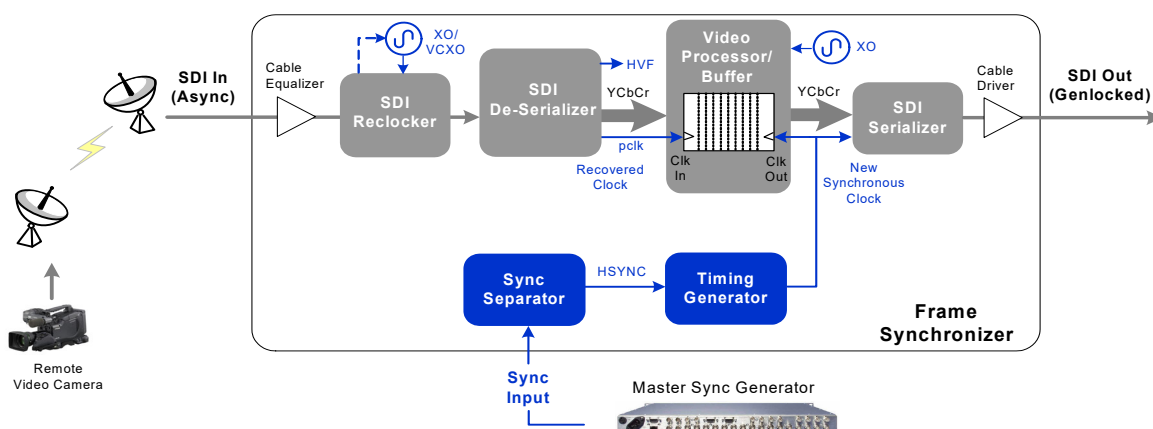 SDI In
(Async)
Cable
Equalizer
XO/
VCXO
SDI
Reclocker
SDI
De-Serializer
HVF
YCbCr
pclk
Recovered
Clock
Video
Processor/
Buffer
Clk
In
Clk
Out
XO
YCbCr
New
Synchronous
Clock
SDI
Serializer
Cable
Driver
SDI Out
(Genlocked)
Sync
Separator
HSYNC
Timing
Generator
Frame
Synchronizer
Remote
Video Camera
Sync
Input
Master Sync Generator